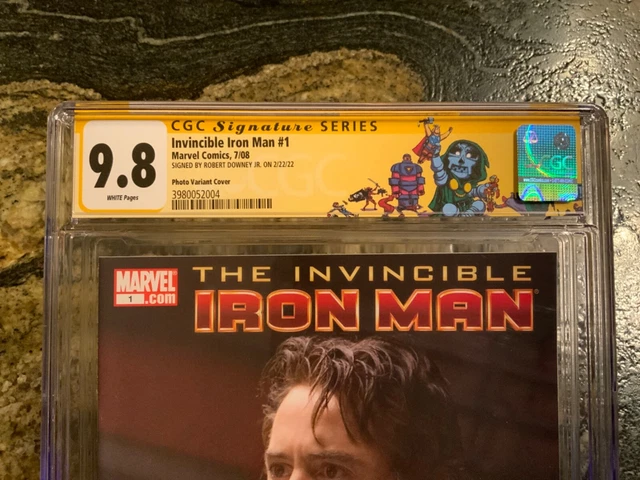 CGC Signature SERIES
9.8
WHITE Pages
Invincible Iron Man #1
Marvel Comics, 7/08
SIGNED BY ROBERT DOWNEY JR. ON 2/22/22
Photo Variant Cover
3980052004
CGC
MARVEL
1 .com
THE INVINCIBLE
IRON MAN